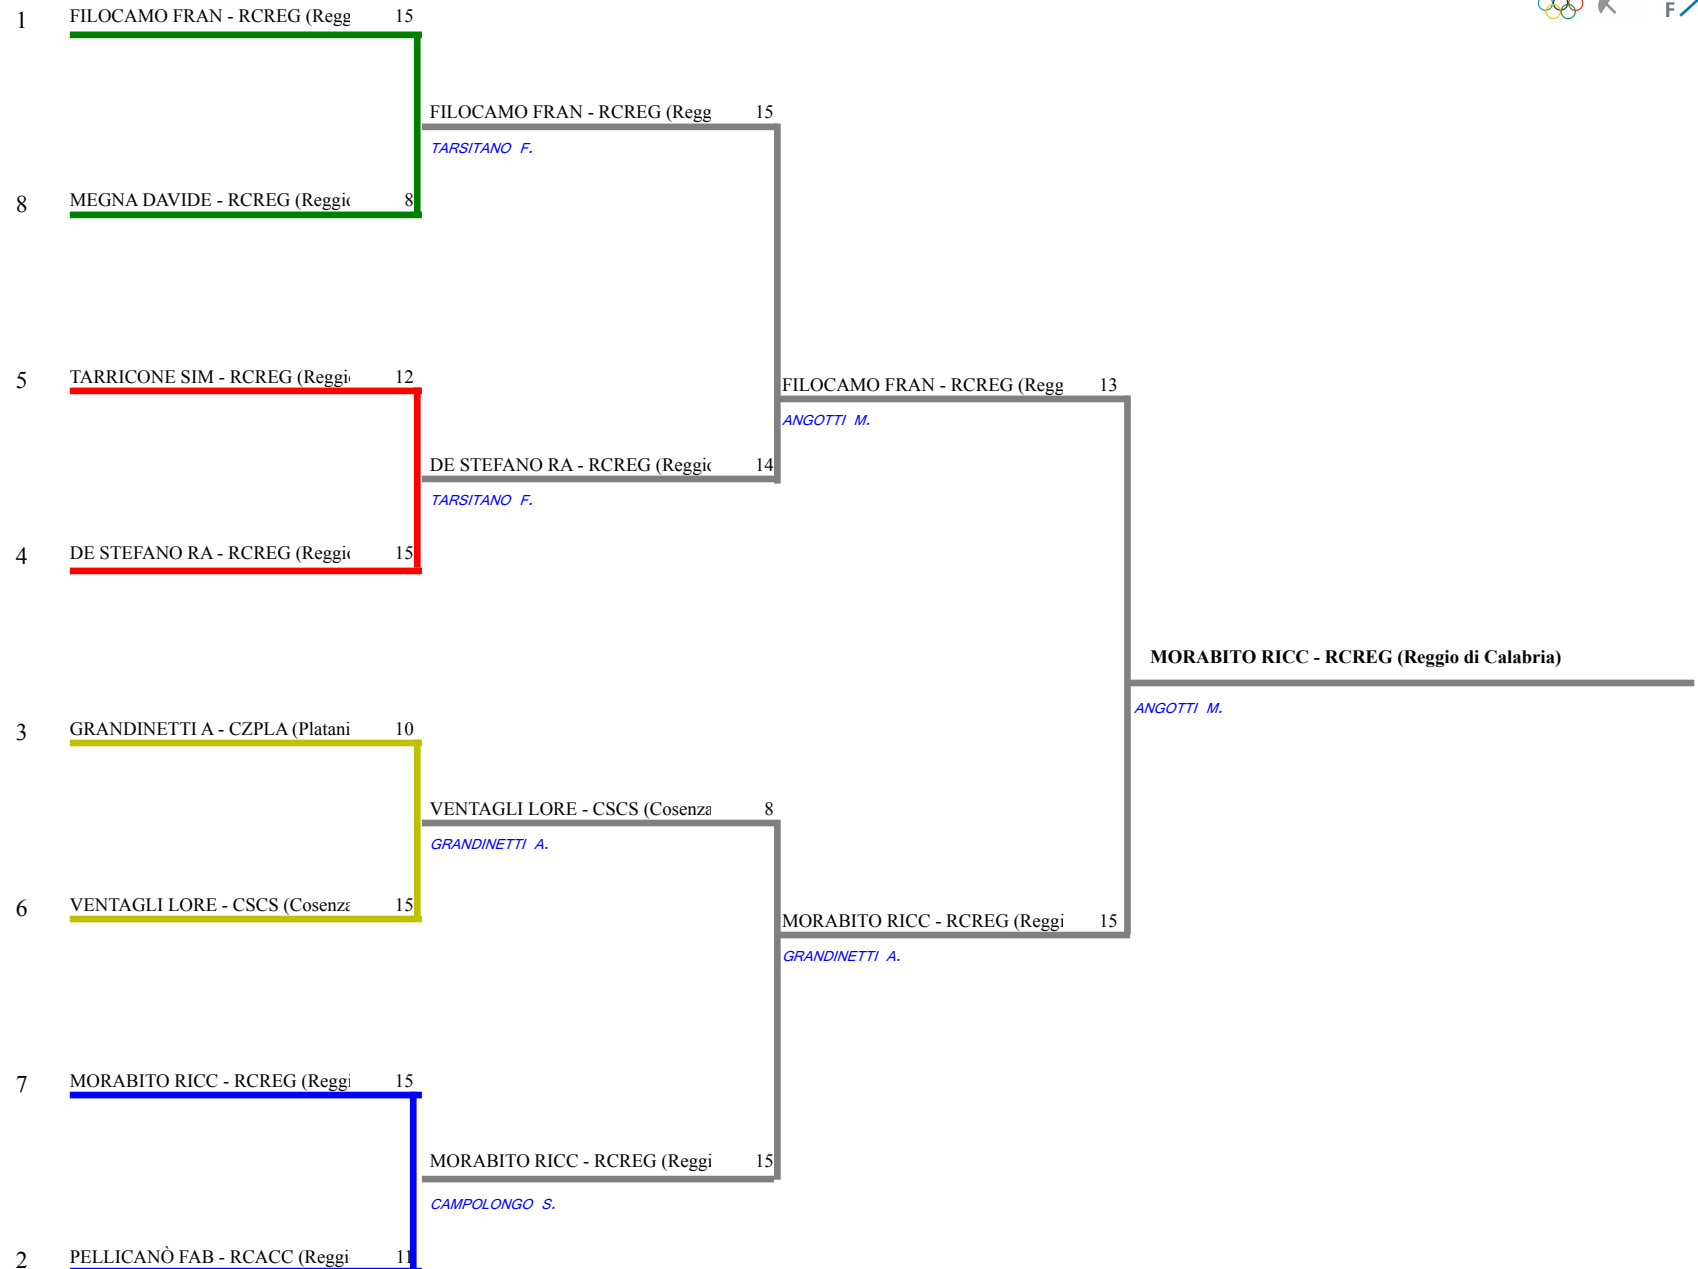 1 FILOCAMO FRAN - RCREG (Regg 15
FILOCAMO FRAN - RCREG (Regg 15
TARSITANO F.
8 MEGNA DAVIDE - RCREG (Reggio 8
5 TARRICONE SIM - RCREG (Reggi 12
FILOCAMO FRAN - RCREG (Regg 13
ANGOTTI M.
DE STEFANO RA - RCREG (Reggio 14
TARSITANO F.
4 DE STEFANO RA - RCREG (Reggio 15
MORABITO RICC - RCREG (Reggio di Calabria)
ANGOTTI M.
3 GRANDINETTI A - CZPLA (Platani 10
VENTAGLI LORE - CSCS (Cosenza 8
GRANDINETTI A.
6 VENTAGLI LORE - CSCS (Cosenza 15
MORABITO RICC - RCREG (Reggi 15
GRANDINETTI A.
7 MORABITO RICC - RCREG (Reggi 15
MORABITO RICC - RCREG (Reggi 15
CAMPOLONGO S.
2 PELLICANÒ FAB - RCACC (Reggi 11
F